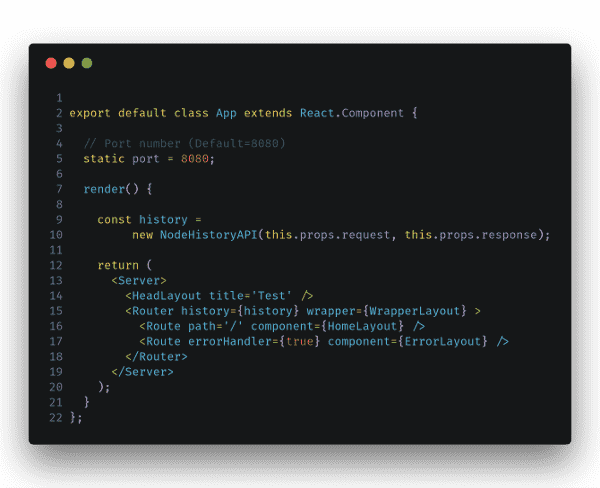 1
2 export default class App extends React.Component {
3
4   // Port number (Default=8080)
5   static port = 8080;
6
7   render() {
8
9     const history =
10          new NodeHistoryAPI(this.props.request, this.props.response);
11
12     return (
13       <Server>
14         <HeadLayout title='Test' />
15         <Router history={history} wrapper={WrapperLayout} >
16           <Route path='/' component={HomeLayout} />
17           <Route errorHandler={true} component={ErrorLayout} />
18         </Router>
19       </Server>
20     );
21   }
22 };